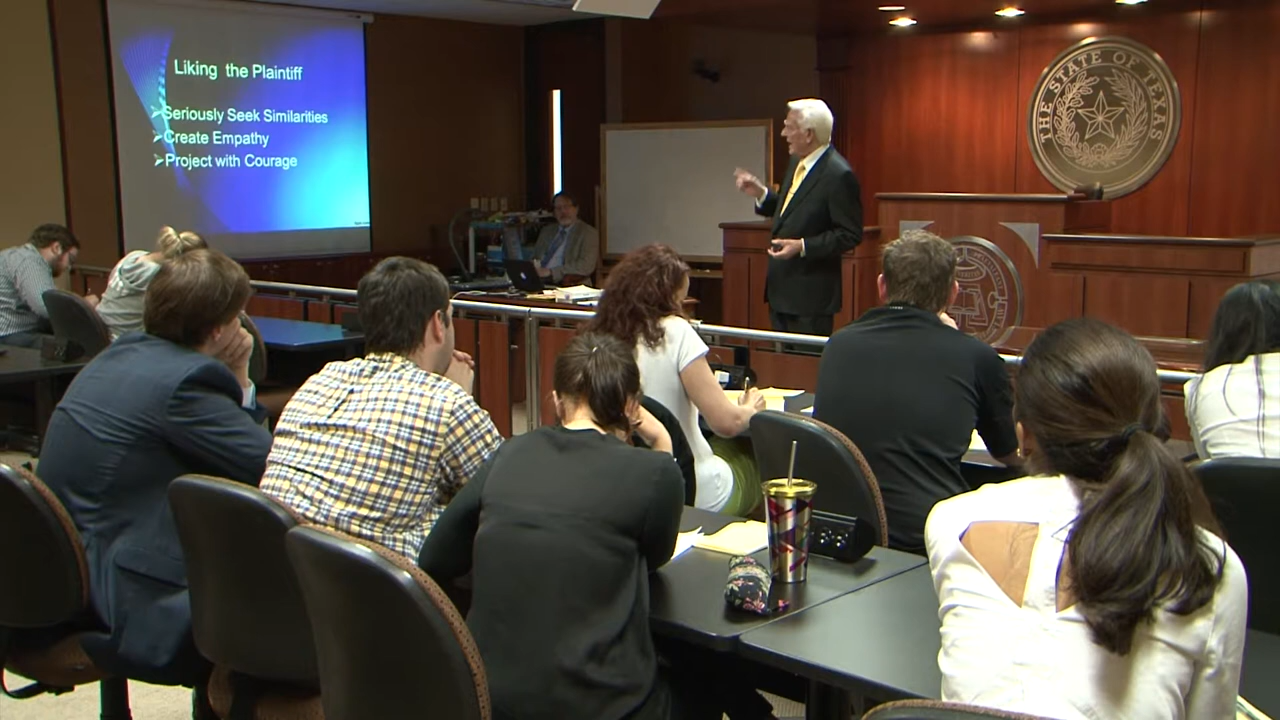 Liking the Plaintiff
➢Seriously Seek Similarities
➢Create Empathy
➢Project with Courage
THE STATE OF TEXAS